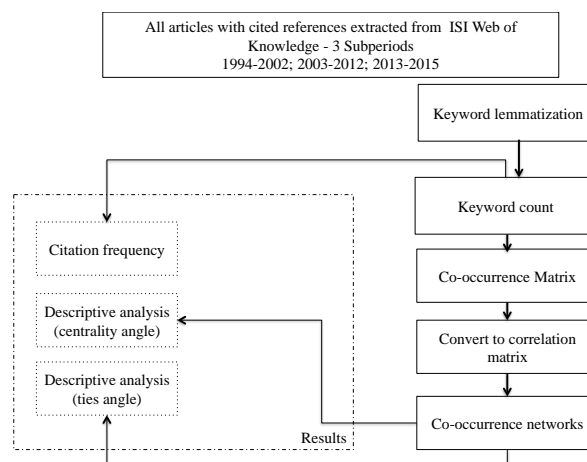 All articles with cited references extracted from ISI Web of
Knowledge - 3 Subperiods
1994-2002; 2003-2012; 2013-2015
Keyword lemmatization
Keyword count
Citation frequency
Co-occurrence Matrix
Descriptive analysis
(centrality angle)
Convert to correlation
matrix
Descriptive analysis
(ties angle)
Co-occurrence networks
Results